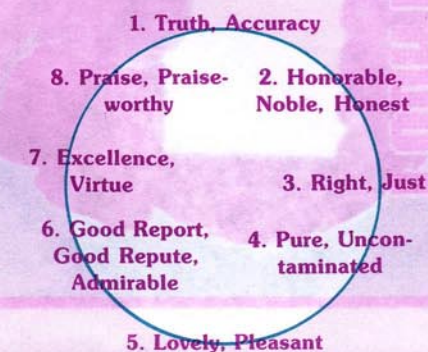 1. Truth, Accuracy
2. Honorable,
Noble, Honest
3. Right, Just
4. Pure, Uncon-
taminated
5. Lovely, Pleasant
6. Good Report,
Good Repute,
Admirable
7. Excellence,
Virtue
8. Praise, Praise-
worthy